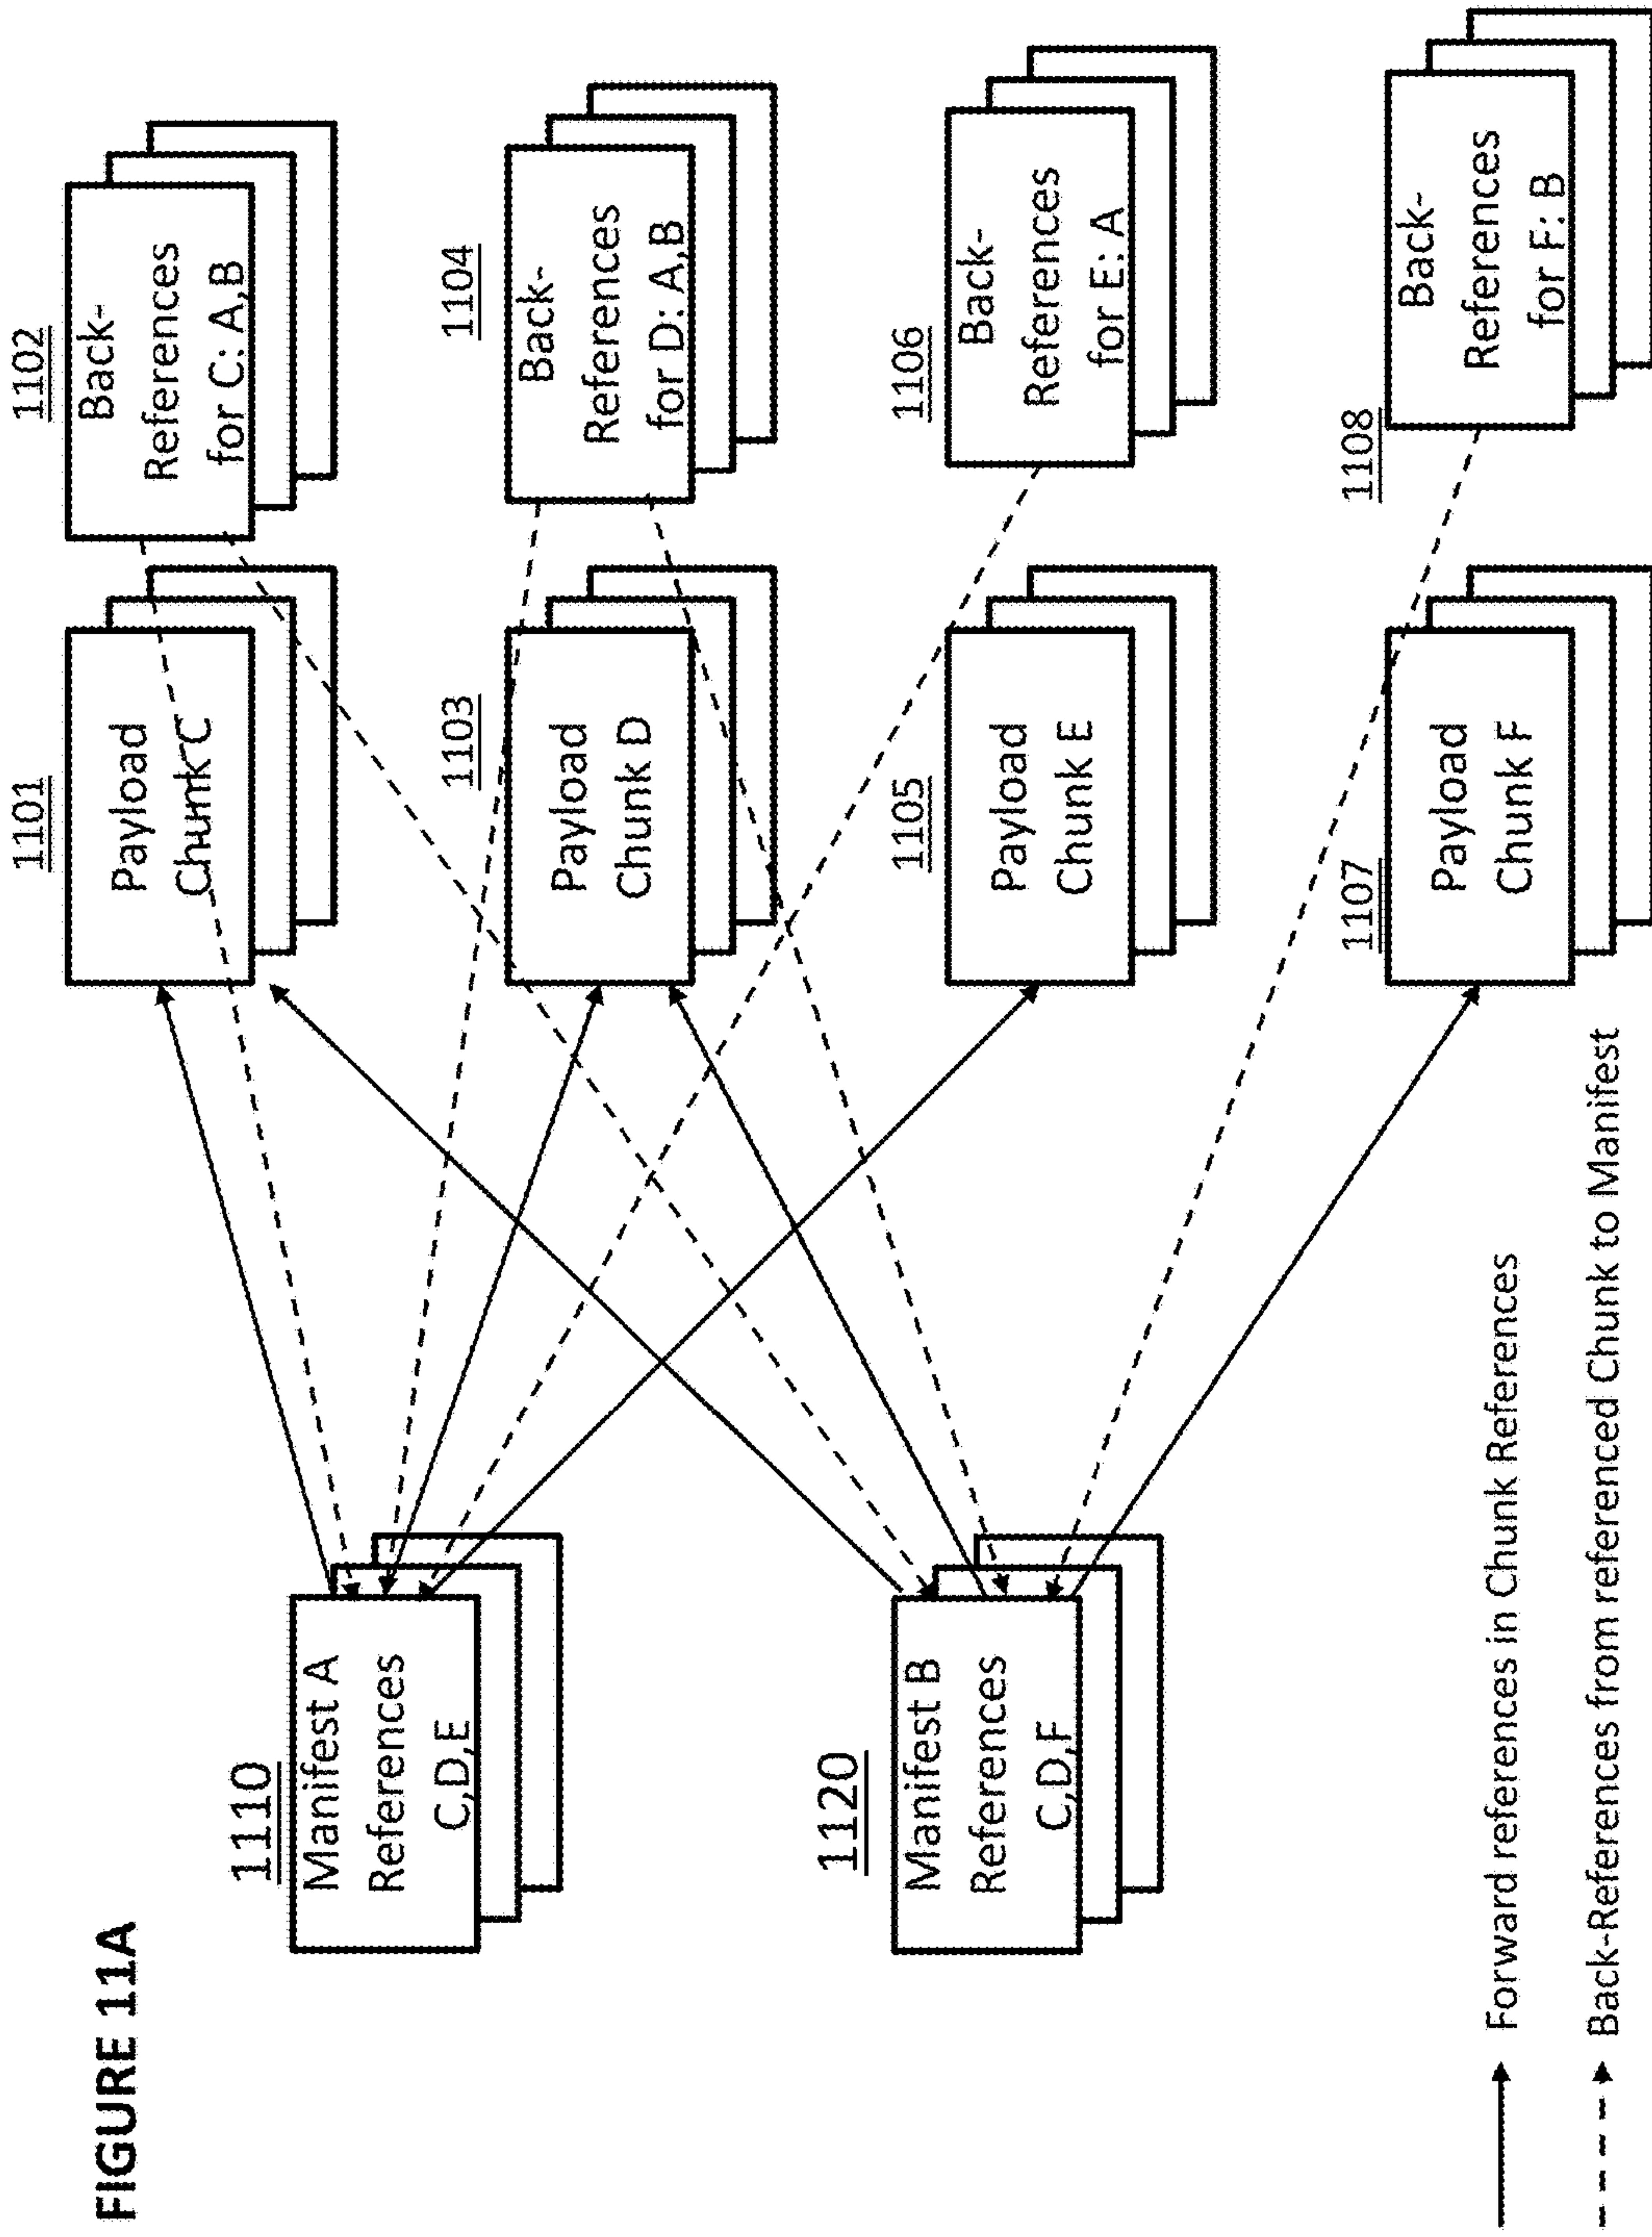 FIGURE 11A
1110
Manifest A
References
C,D,E
1120
Manifest B
References
C,D,F
1101
Payload
Chunk C
1102
Back-
References
for C: A,B
1103
Payload
Chunk D
1104
Back-
References
for D: A,B
1105
Payload
Chunk E
1106
Back-
References
for E: A
1107
Payload
Chunk F
1108
Back-
References
for F: B
Forward references in Chunk References
Back-References from referenced Chunk to Manifest